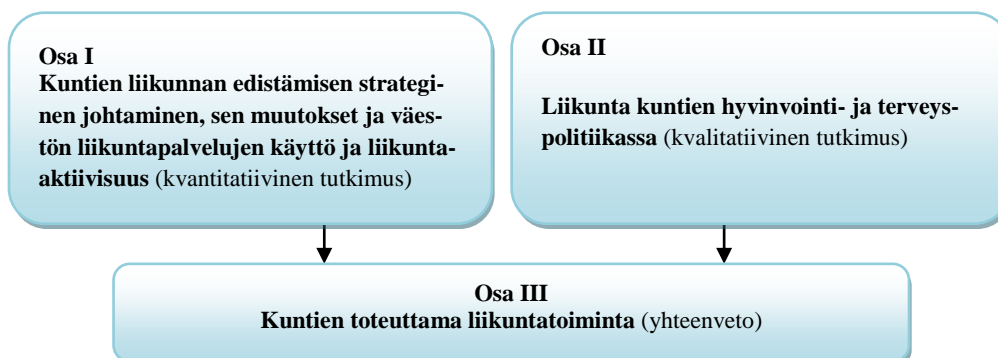 Osa I
Kuntien liikunnan edistämisen strategi-
nen johtaminen, sen muutokset ja väes-
tön liikuntapalvelujen käyttö ja liikunta-
aktiivisuus (kvantitatiivinen tutkimus)
Osa II
Liikunta kuntien hyvinvointi- ja terveys-
politiikassa (kvalitatiivinen tutkimus)
Osa III
Kuntien toteuttama liikuntatoiminta (yhteenveto)